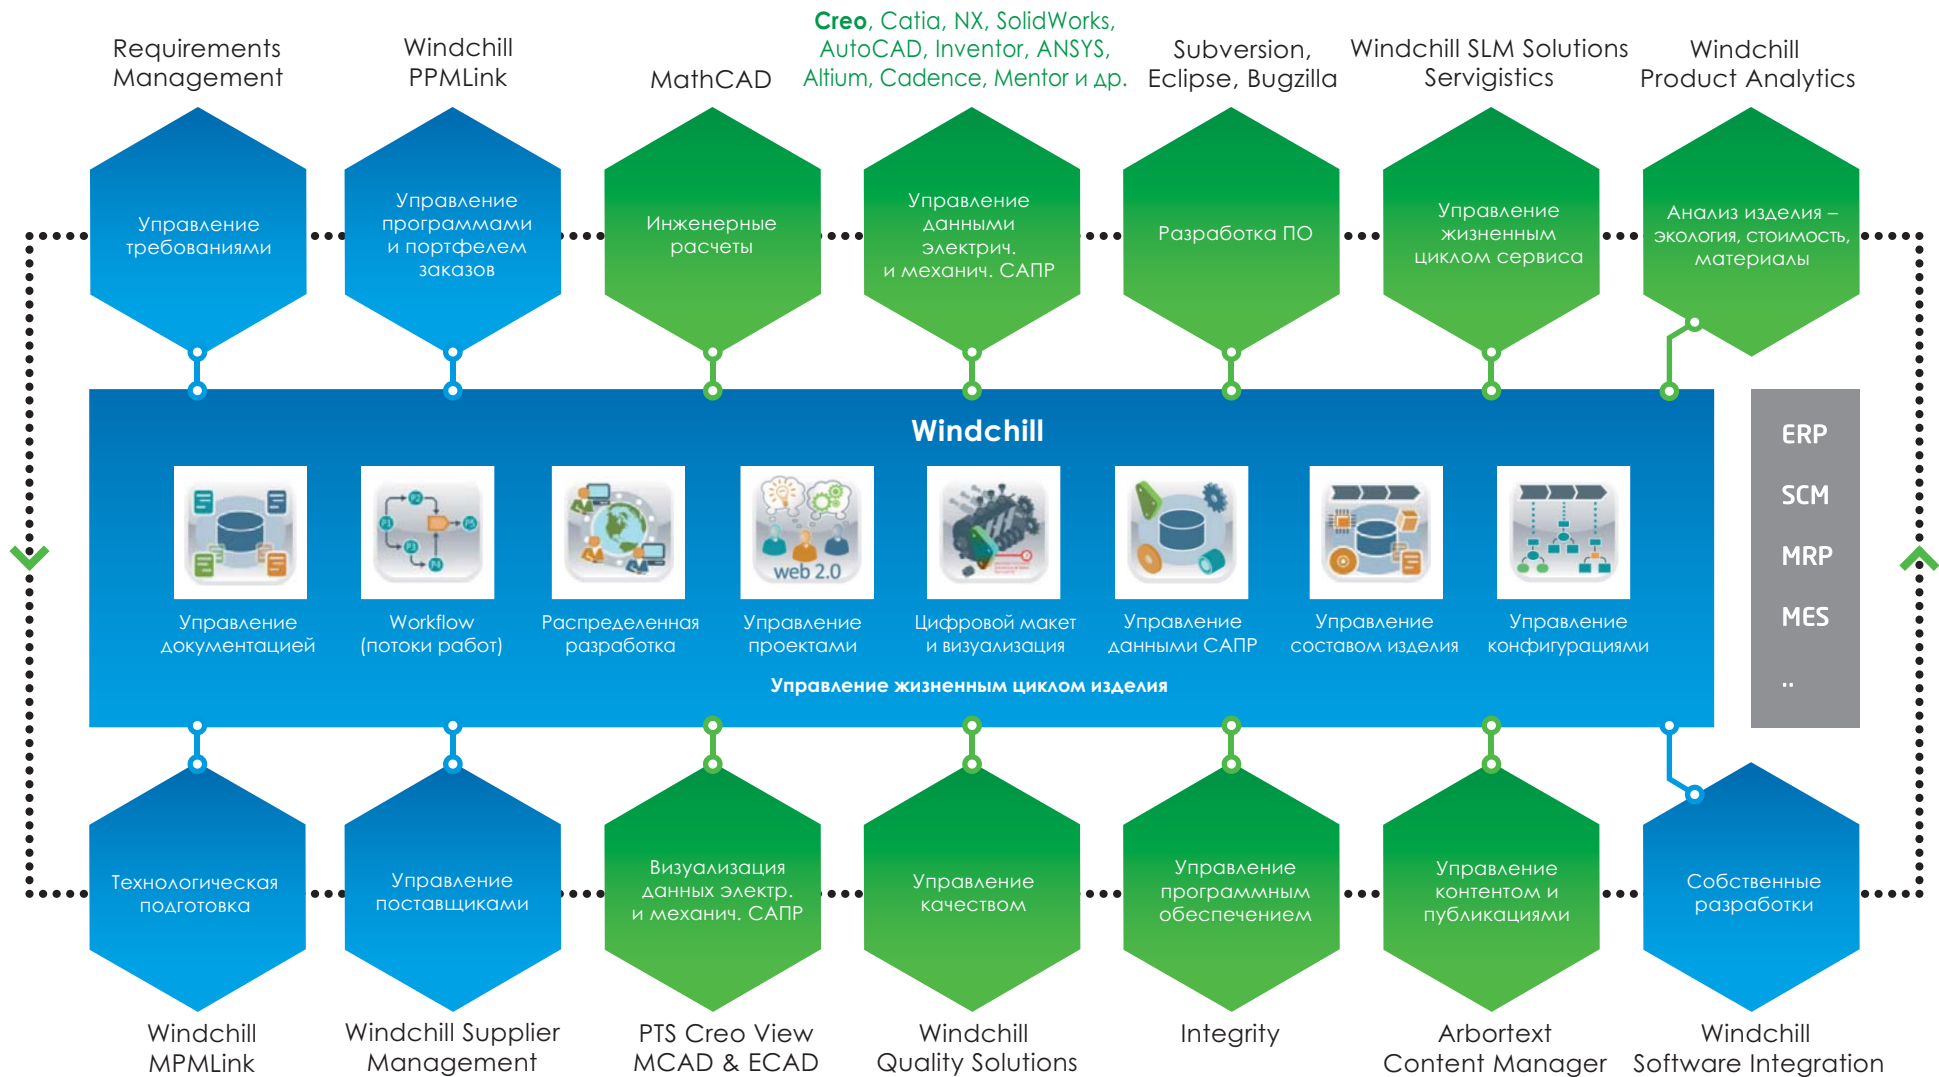 Requirements
Management
Windchill
PPMLink
MathCAD
Creo, Catia, NX, SolidWorks,
AutoCAD, Inventor, ANSYS,
Altium, Cadence, Mentor и др.
Subversion,
Eclipse, Bugzilla
Windchill SLM Solutions
Servigistics
Windchill
Product Analytics
Управление
требованиями
Управление
программами
и портфелем
заказов
Инженерные
расчеты
Управление
данными
электрич.
и механич. САПР
Разработка ПО
Управление
жизненным
циклом сервиса
Анализ изделия –
экология, стоимость,
материалы
Windchill
P1
P2
P3
P4
P5
web 2.0
Управление
документацией
Workflow
(потоки работ)
Распределенная
разработка
Управление
проектами
Цифровой макет
и визуализация
Управление
данными САПР
Управление
составом изделия
Управление
конфигурациями
Управление жизненным циклом изделия
ERP
SCM
MRP
MES
..
Технологическая
подготовка
Управление
поставщиками
Визуализация
данных электр.
и механич. САПР
Управление
качеством
Управление
программным
обеспечением
Управление
контентом и
публикациями
Собственные
разработки
Windchill
MPMLink
Windchill Supplier
Management
PTS Creo View
MCAD & ECAD
Windchill
Quality Solutions
Integrity
Arbortext
Content Manager
Windchill
Software Integration